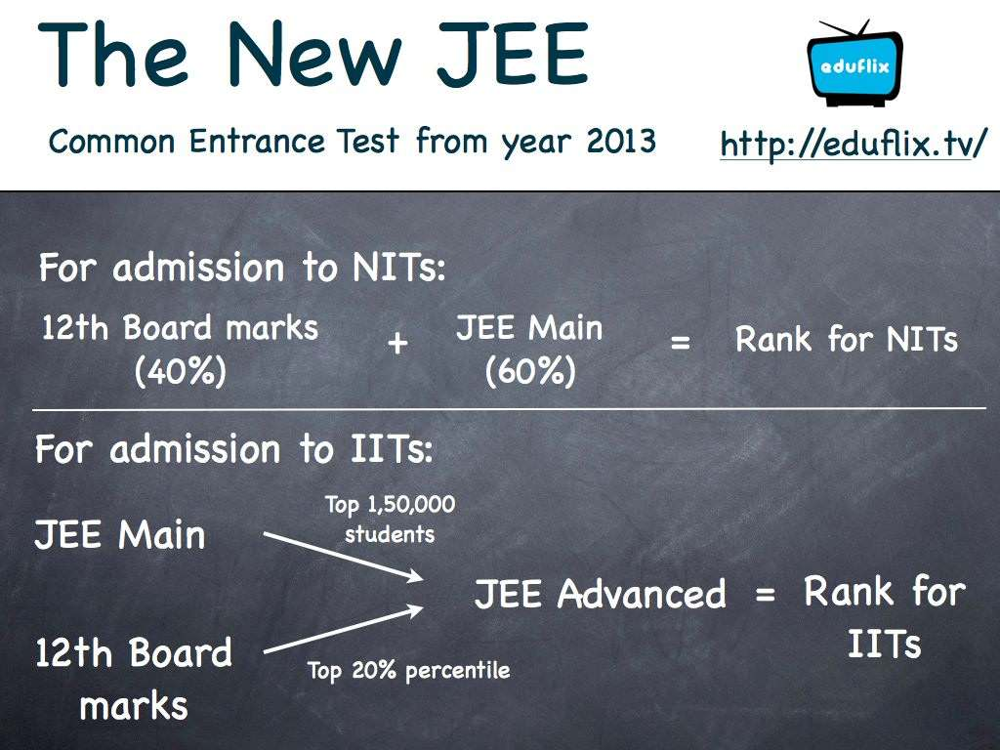 The New JEE
eduflix
Common Entrance Test from year 2013
http://eduflix.tv/
For admission to NITs:
12th Board marks + JEE Main = Rank for NITs
(40%) (60%)
For admission to IITs:
Top 1,50,000
students
JEE Main
JEE Advanced = Rank for
IITs
12th Board
marks
Top 20% percentile